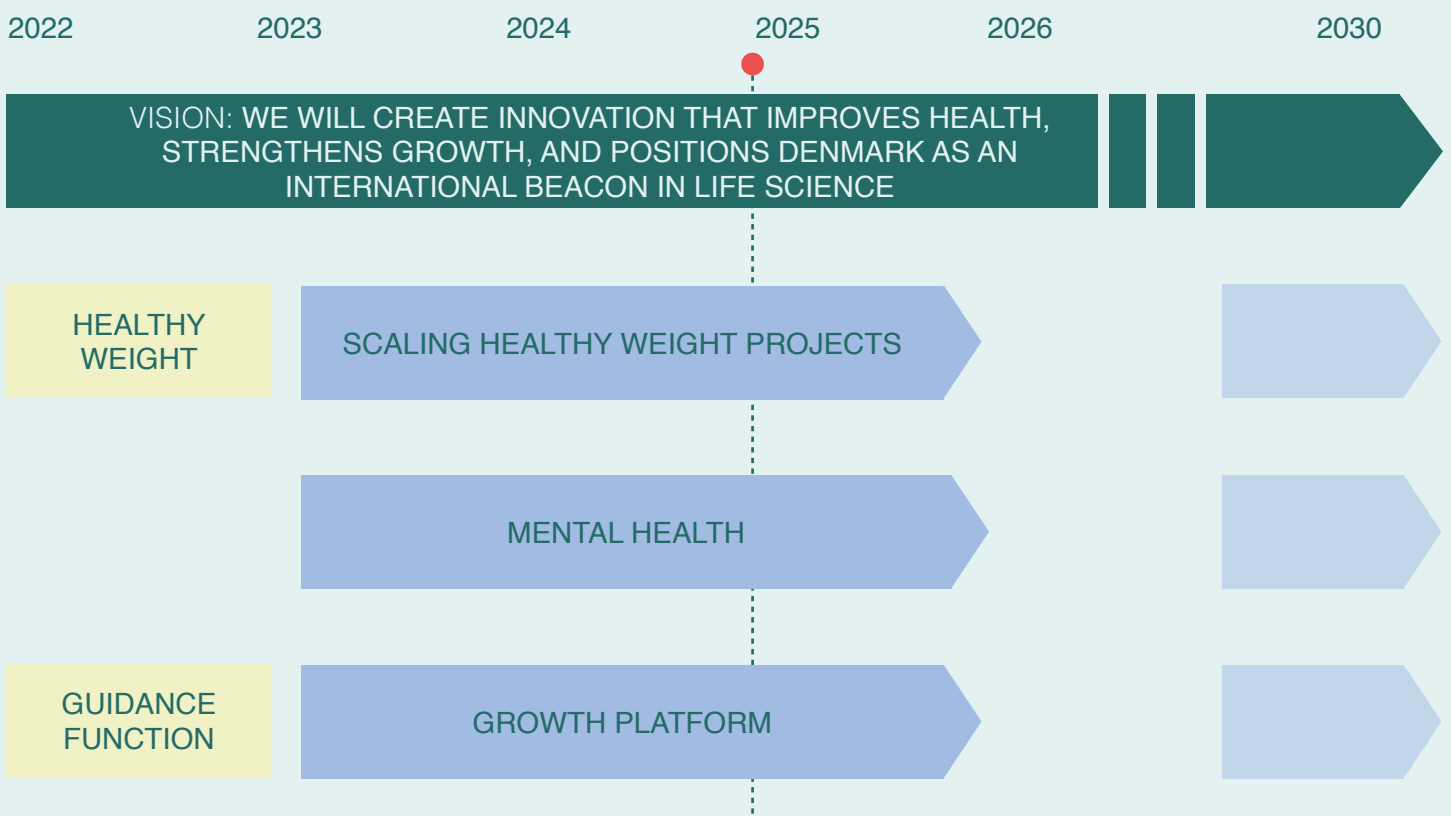 2022 2023 2024 2025 2026 2030
VISION: WE WILL CREATE INNOVATION THAT IMPROVES HEALTH,
STRENGTHENS GROWTH, AND POSITIONS DENMARK AS AN
INTERNATIONAL BEACON IN LIFE SCIENCE
HEALTHY
WEIGHT
SCALING HEALTHY WEIGHT PROJECTS
MENTAL HEALTH
GUIDANCE
FUNCTION
GROWTH PLATFORM